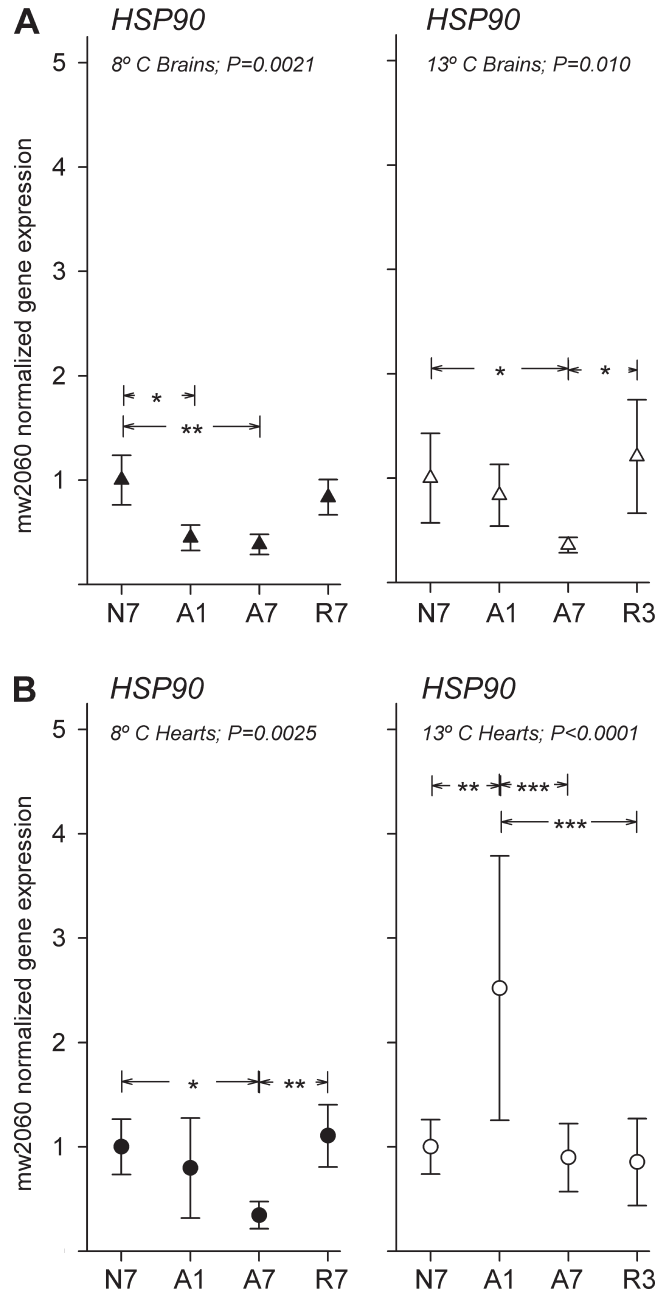 A
HSP90
8º C Brains; P=0.0021
HSP90
13º C Brains; P=0.010
mw2060 normalized gene expression
5
4
3
2
1
*
**
*
*
N7 A1 A7 R7
N7 A1 A7 R3
B
HSP90
8º C Hearts; P=0.0025
HSP90
13º C Hearts; P<0.0001
mw2060 normalized gene expression
5
4
3
2
1
*
**
**
***
***
N7 A1 A7 R7
N7 A1 A7 R3